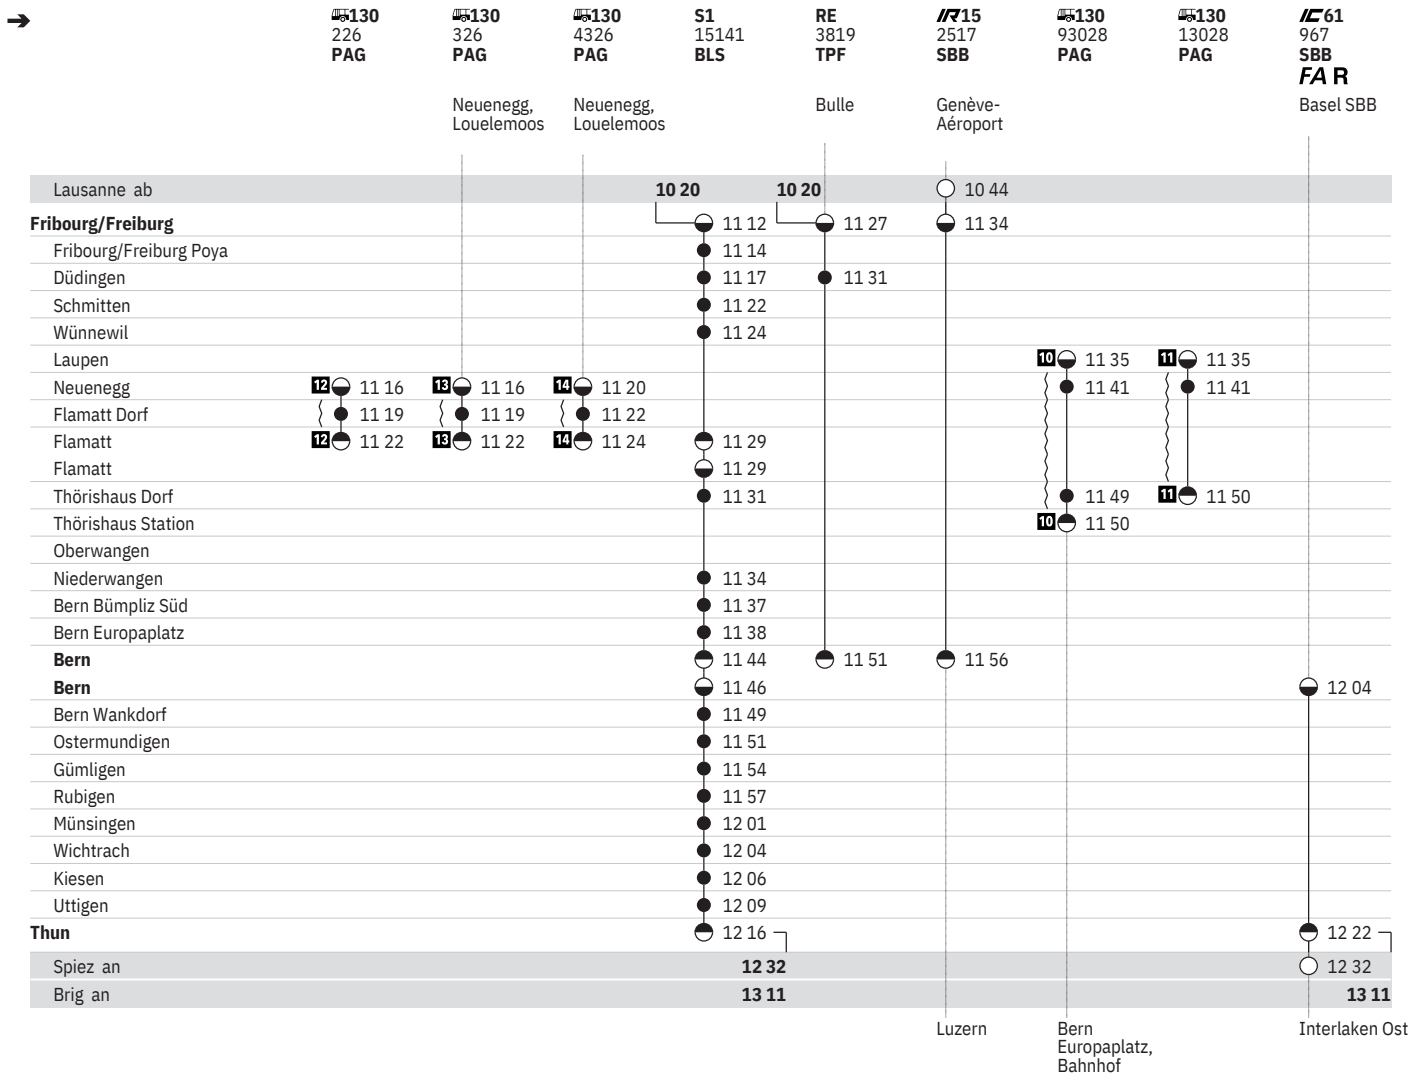 ➔ 130 130 130 S1 RE IR15 130 130 IC61
226 326 4326 15141 3819 2517 93028 13028 967
PAG PAG PAG BLS TPF SBB PAG PAG SBB
FA R
Neuenegg, Neuenegg, Bulle Genève- Basel SBB
Louelemoos Louelemoos Aéroport
Lausanne ab 10 20 10 20 10 44
Fribourg/Freiburg 11 12 11 27 11 34
Fribourg/Freiburg Poya 11 14
Düdingen 11 17 11 31
Schmitten 11 22
Wünnewil 11 24
Laupen 10 11 35 11 11 35
Neuenegg 12 11 16 13 11 16 14 11 20 11 41 11 41
Flamatt Dorf 11 19 11 19 11 22
Flamatt 12 11 22 13 11 22 14 11 24 11 29
Flamatt 11 29
Thörishaus Dorf 11 31 11 49 11 11 50
Thörishaus Station 10 11 50
Oberwangen
Niederwangen 11 34
Bern Bümpliz Süd 11 37
Bern Europaplatz 11 38
Bern 11 44 11 51 11 56
Bern 11 46 12 04
Bern Wankdorf 11 49
Ostermundigen 11 51
Gümligen 11 54
Rubigen 11 57
Münsingen 12 01
Wichtrach 12 04
Kiesen 12 06
Uttigen 12 09
Thun 12 16 12 22
Spiez an 12 32 12 32
Brig an 13 11 13 11
Luzern Bern Interlaken Ost
Europaplatz,
Bahnhof